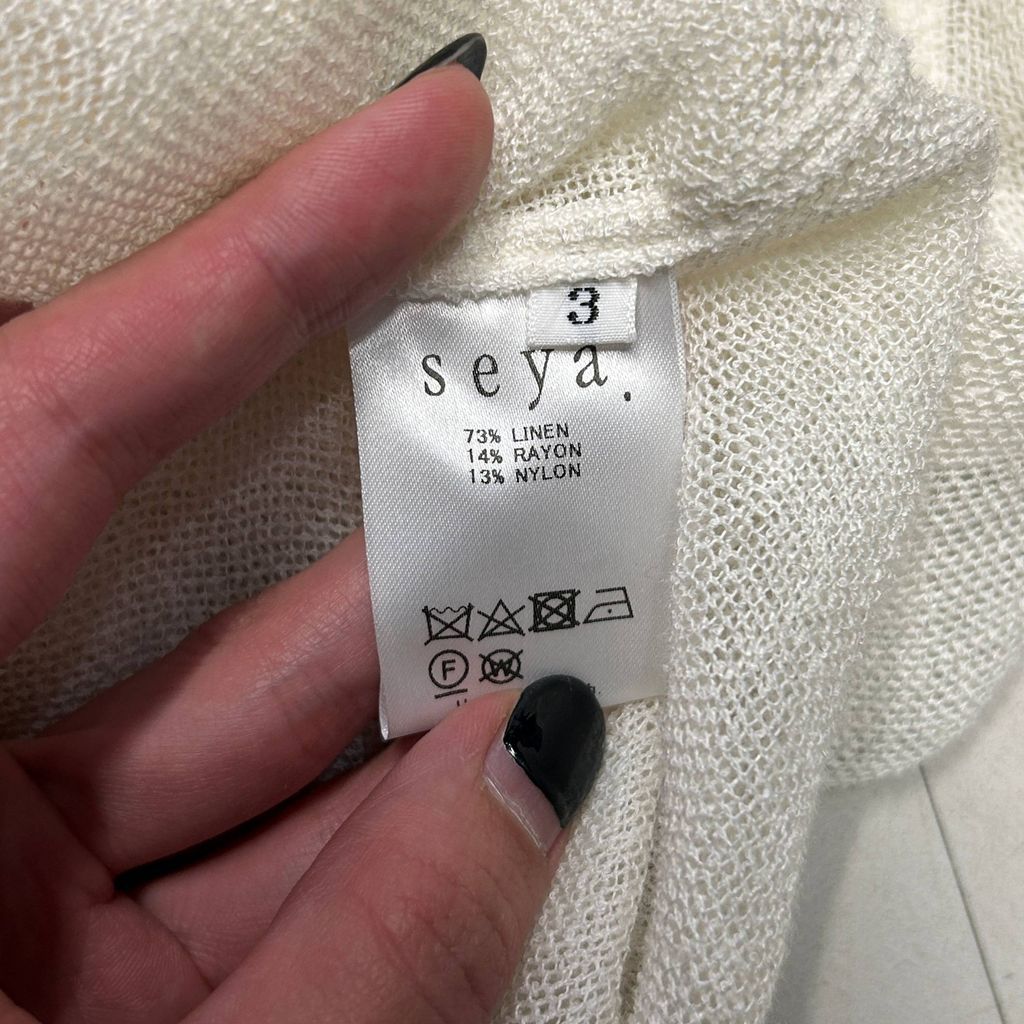 3
seya.
73% LINEN
14% RAYON
13% NYLON
F W